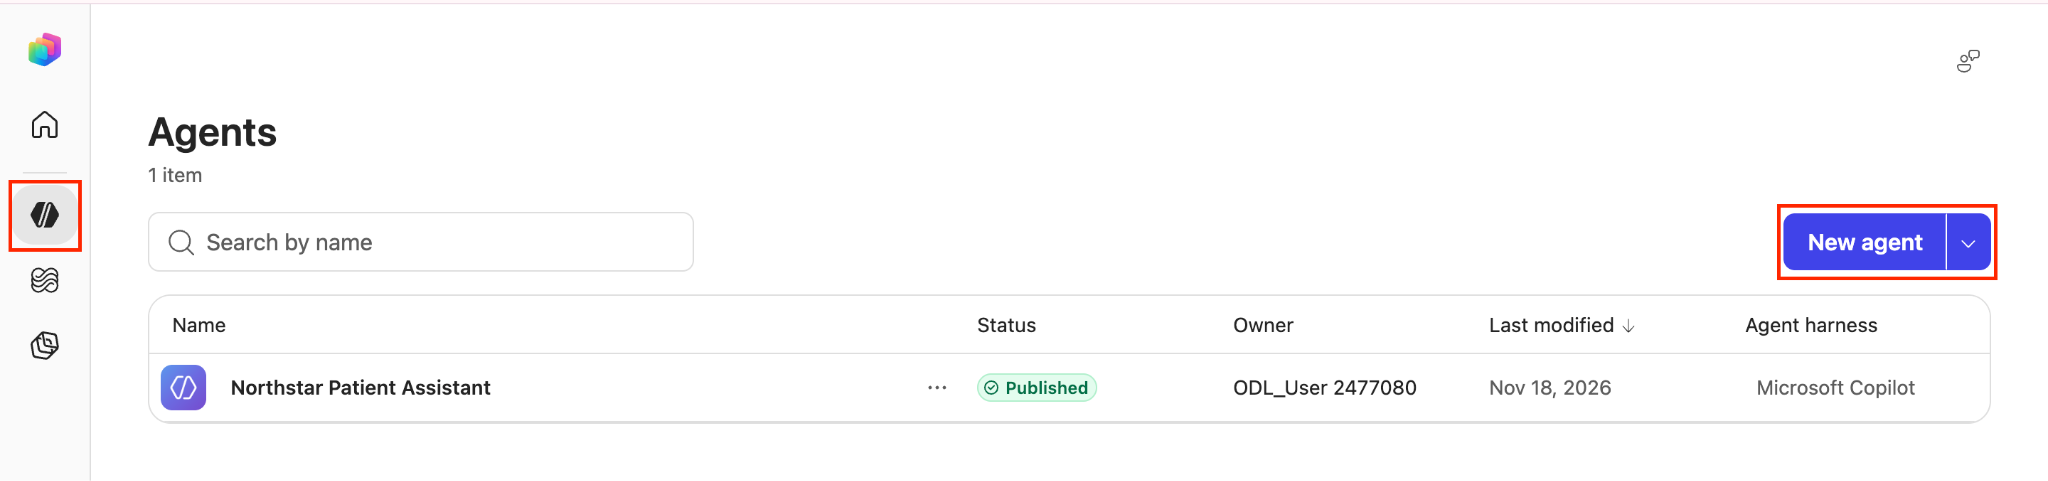 Agents
1 item
Search by name
New agent
Name Status Owner Last modified Agent harness
Northstar Patient Assistant Published ODL_User 2477080 Nov 18, 2026 Microsoft Copilot